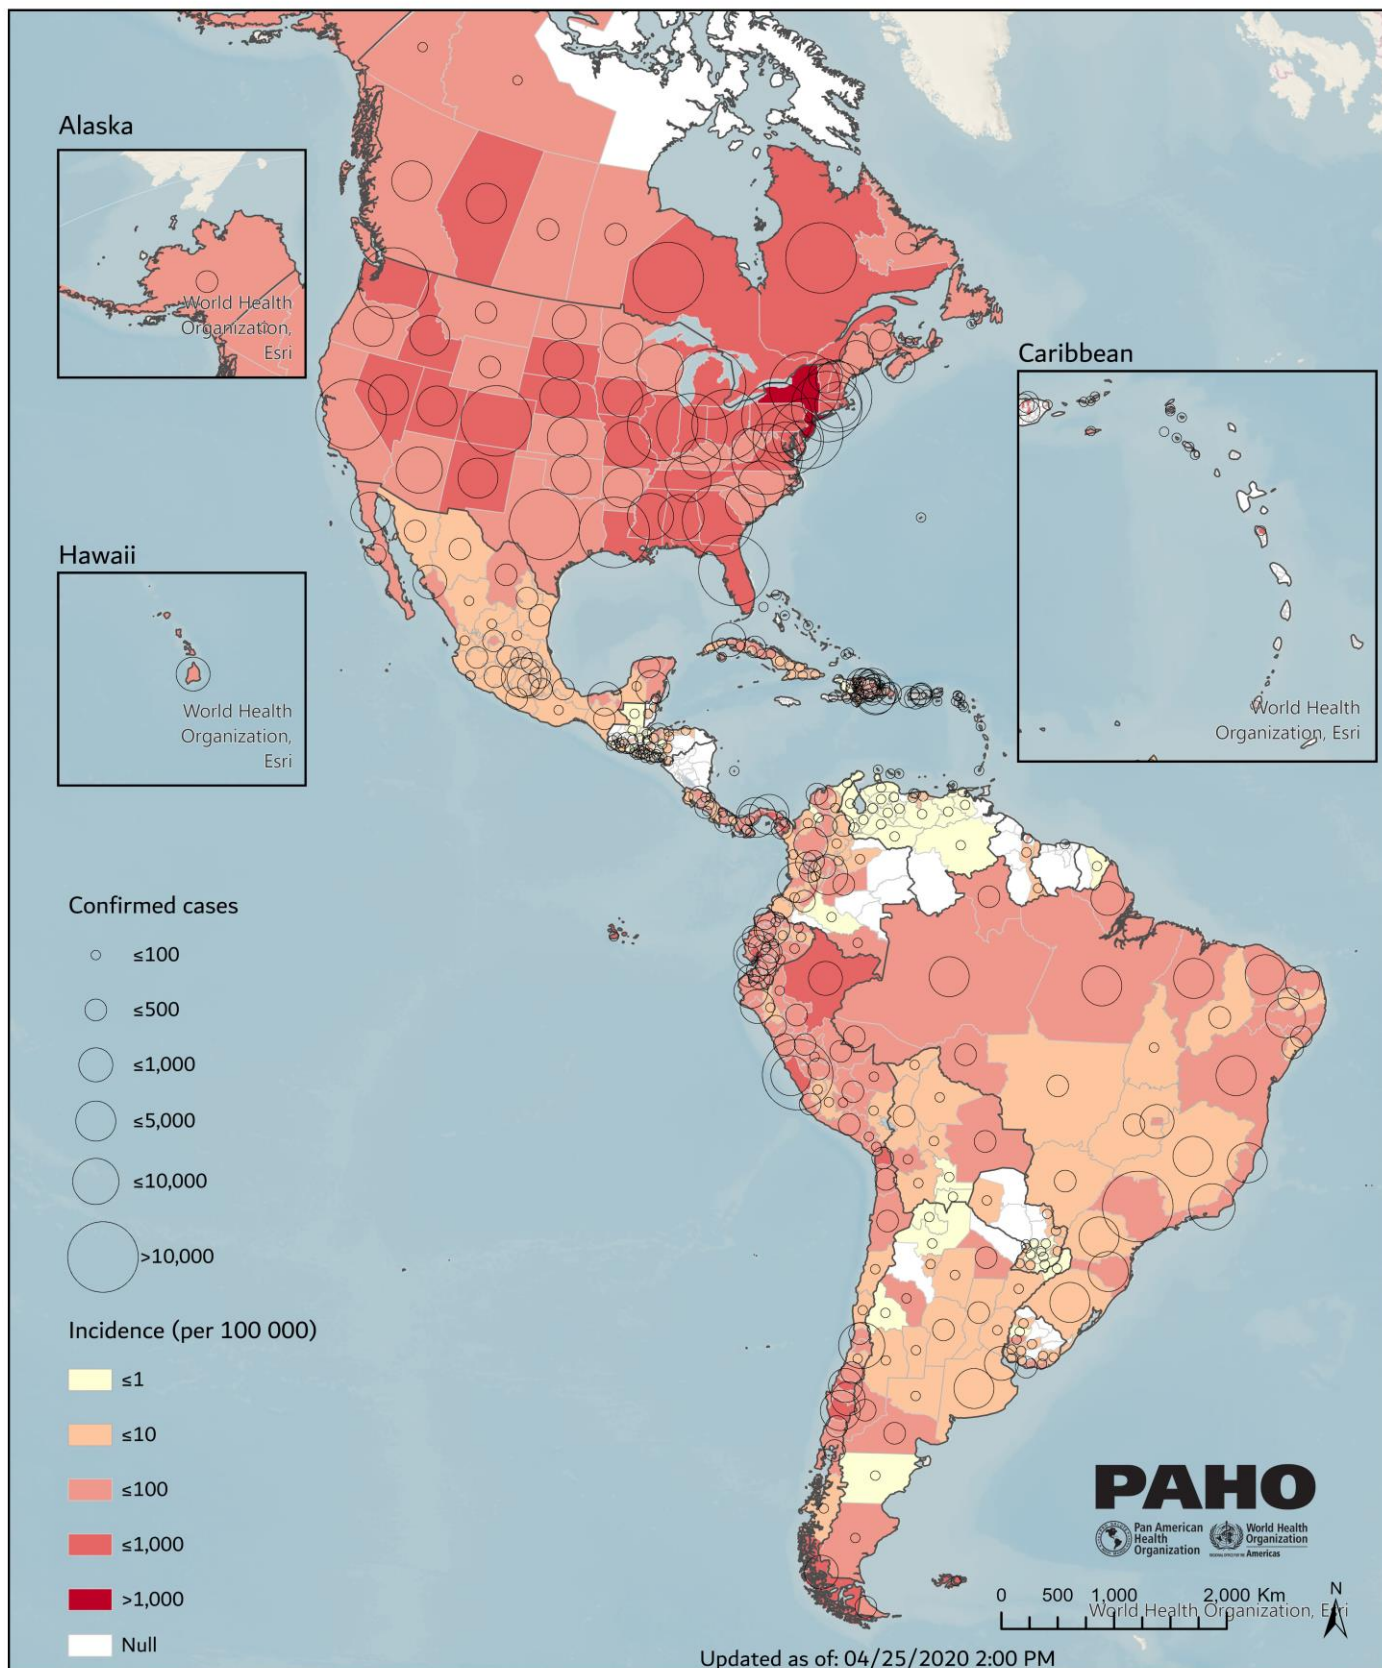 Alaska
World Health
Organization,
Esri
Caribbean
World Health
Organization, Esri
Hawaii
World Health
Organization,
Esri
Confirmed cases
≤100
≤500
≤1,000
≤5,000
≤10,000
>10,000
Incidence (per 100 000)
≤1
≤10
≤100
≤1,000
>1,000
Null
PAHO
Pan American
Health
Organization
World Health
Organization
Americas
0 500 1,000 2,000 Km
N
World Health Organization, Esri
Updated as of: 04/25/2020 2:00 PM